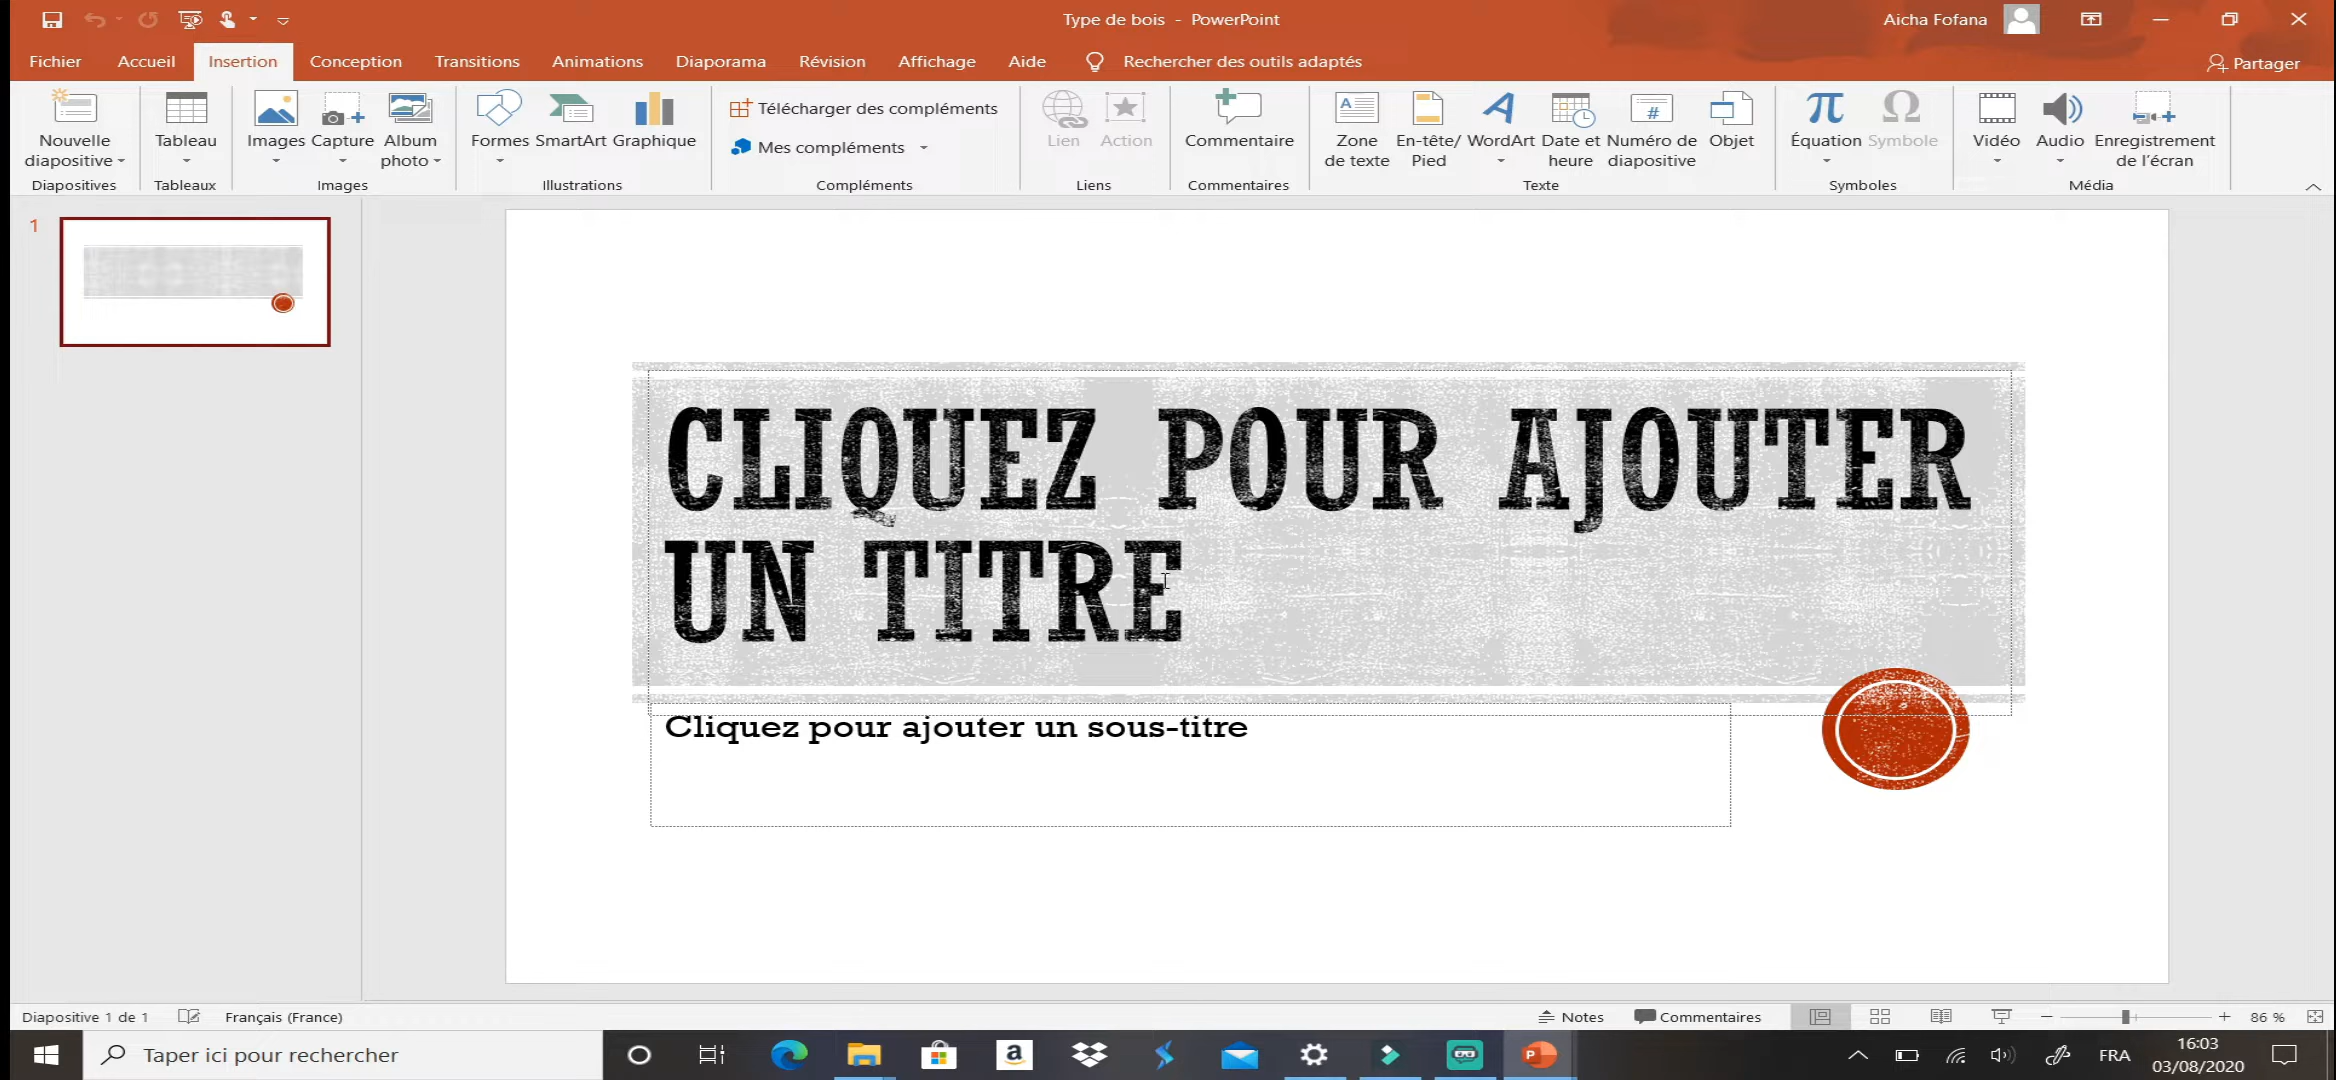 Type de bois - PowerPoint
Aicha Fofana
Fichier Accueil Insertion Conception Transitions Animations Diaporama Révision Affichage Aide Rechercher des outils adaptés
Partager
Nouvelle diapositive
Tableau
Images
Capture
Album photo
Formes
SmartArt
Graphique
Télécharger des compléments
Mes compléments
Lien
Action
Commentaire
Zone de texte
En-tête/ Pied
WordArt
Date et heure
Numéro de diapositive
Objet
Équation
Symbole
Vidéo
Audio
Enregistrement de l'écran
Diapositives Tableaux Images Illustrations Compléments Liens Commentaires Texte Symboles Média
1
CLIQUEZ POUR AJOUTER
UN TITRE
Cliquez pour ajouter un sous-titre
Diapositive 1 de 1 Français (France) Notes Commentaires 86 %
Taper ici pour rechercher
FRA
16:03
03/08/2020